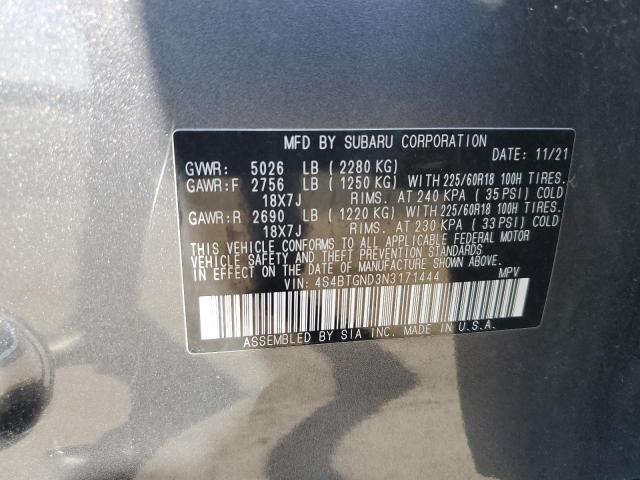 MFD BY SUBARU CORPORATION
DATE: 11/21
GVWR: 5026 LB (2280 KG)
GAWR:F 2756 LB (1250 KG) WITH 225/60R18 100H TIRES.
18X7J RIMS. AT 240 KPA (35 PSI) COLD
GAWR:R 2690 LB (1220 KG) WITH 225/60R18 100H TIRES.
18X7J RIMS. AT 230 KPA (33 PSI) COLD
THIS VEHICLE CONFORMS TO ALL APPLICABLE FEDERAL MOTOR
VEHICLE SAFETY AND THEFT PREVENTION STANDARDS
IN EFFECT ON THE DATE OF MANUFACTURE SHOWN ABOVE.
VIN: 4S4BTGND3N3171444 MPV
ASSEMBLED BY SIA INC. MADE IN U.S.A.